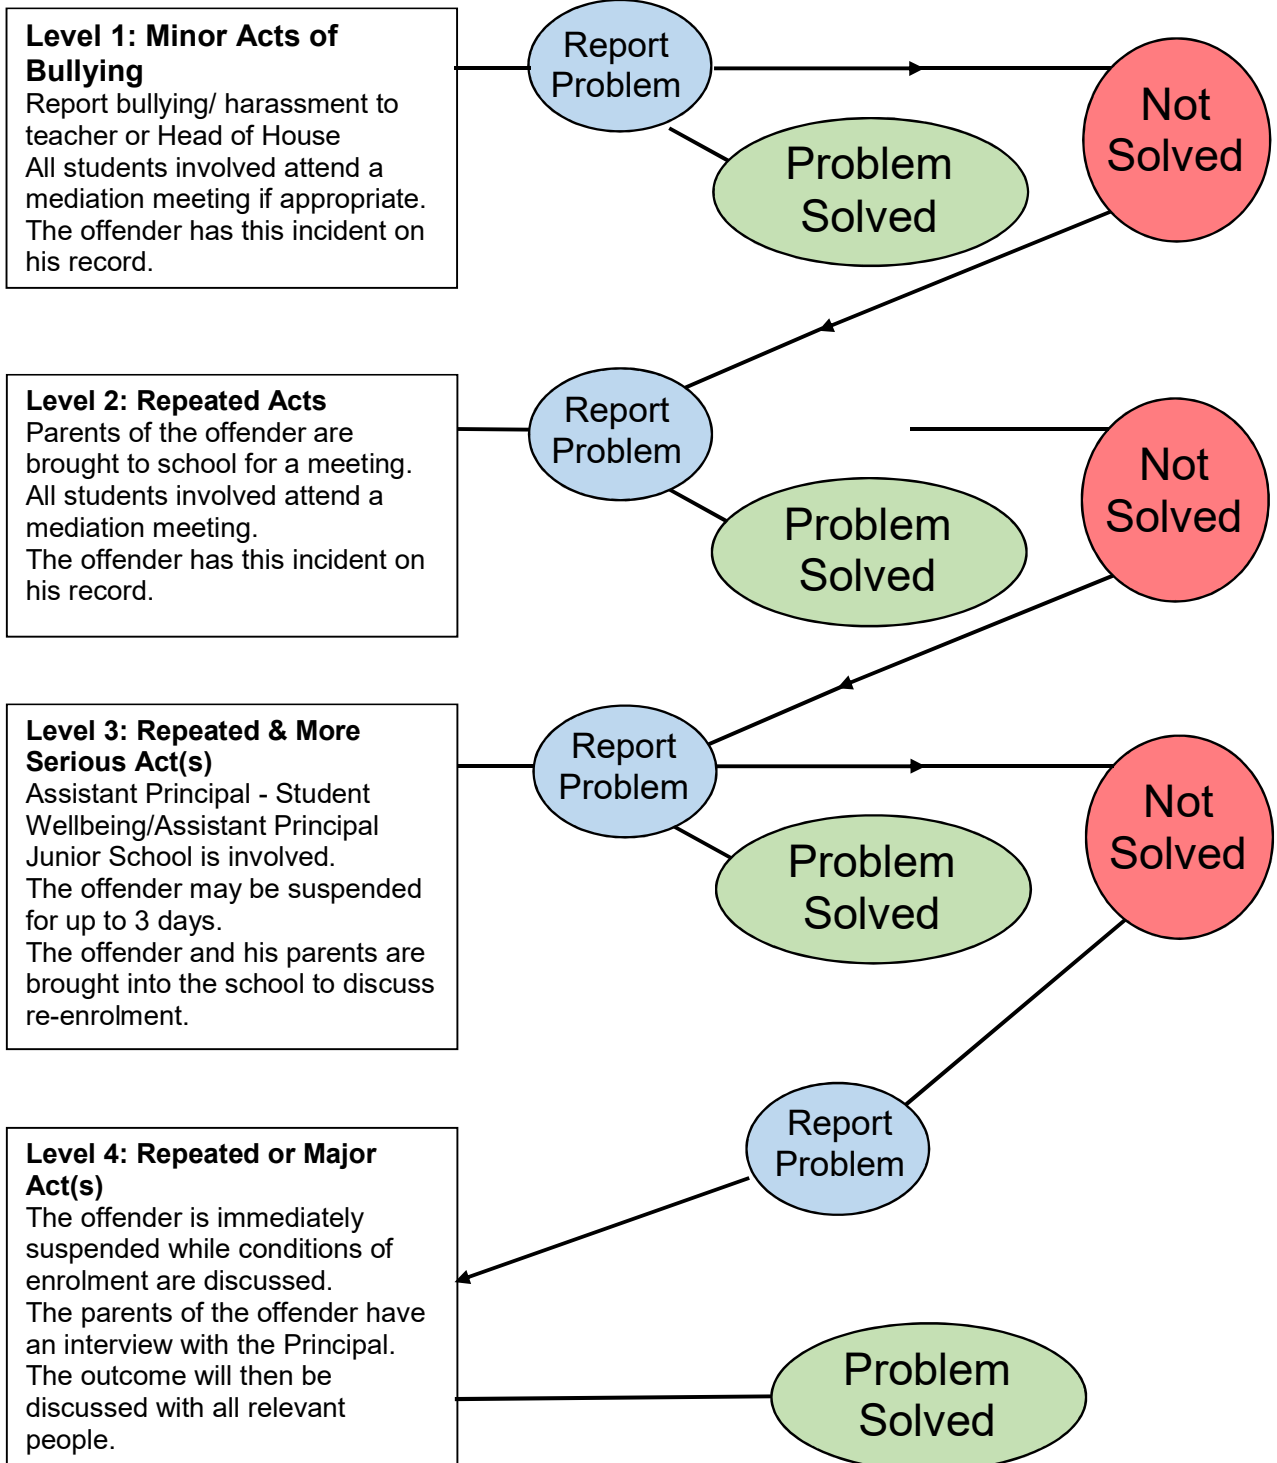 Level 1: Minor Acts of
Bullying
Report bullying/ harassment to
teacher or Head of House
All students involved attend a
mediation meeting if appropriate.
The offender has this incident on
his record.
Report
Problem
Problem
Solved
Not
Solved
Level 2: Repeated Acts
Parents of the offender are
brought to school for a meeting.
All students involved attend a
mediation meeting.
The offender has this incident on
his record.
Report
Problem
Problem
Solved
Not
Solved
Level 3: Repeated & More
Serious Act(s)
Assistant Principal - Student
Wellbeing/Assistant Principal
Junior School is involved.
The offender may be suspended
for up to 3 days.
The offender and his parents are
brought into the school to discuss
re-enrolment.
Report
Problem
Problem
Solved
Not
Solved
Report
Problem
Level 4: Repeated or Major
Act(s)
The offender is immediately
suspended while conditions of
enrolment are discussed.
The parents of the offender have
an interview with the Principal.
The outcome will then be
discussed with all relevant
people.
Problem
Solved